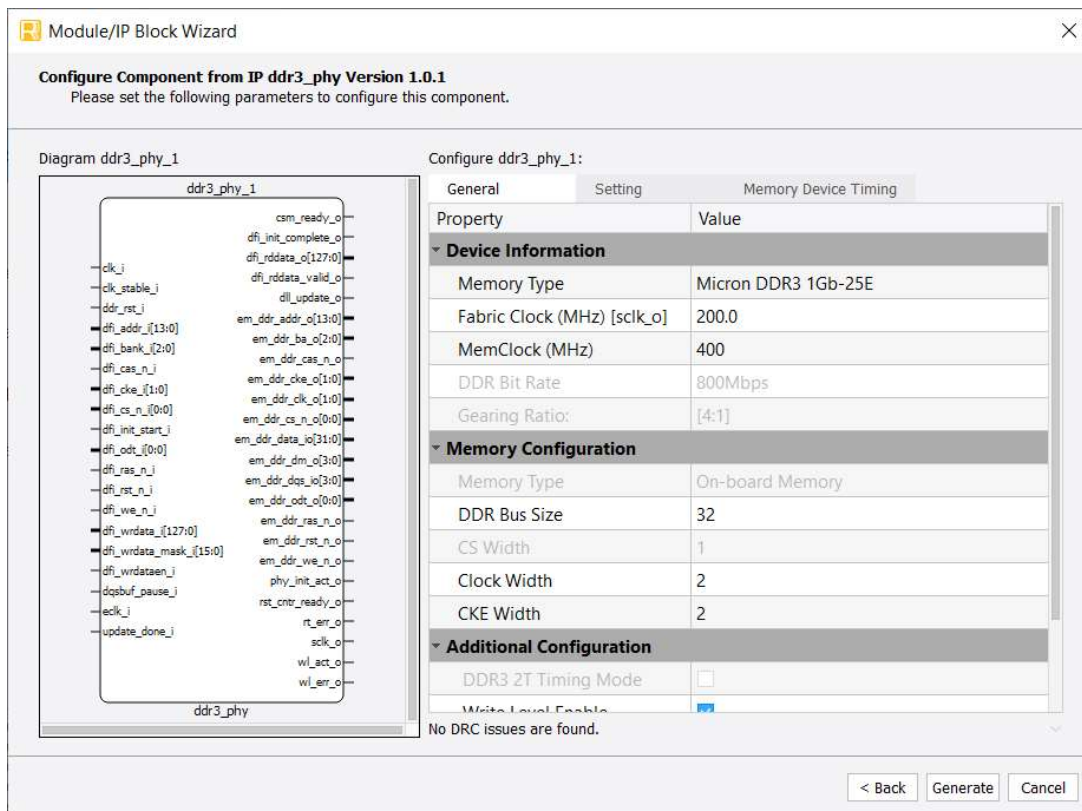 Module/IP Block Wizard
Configure Component from IP ddr3_phy Version 1.0.1
Please set the following parameters to configure this component.
Diagram ddr3_phy_1
ddr3_phy_1
clk_i
clk_stable_i
ddr_rst_i
dfi_addr_i[13:0]
dfi_bank_i[2:0]
dfi_cas_n_i
dfi_cke_i[1:0]
dfi_cs_n_i[0:0]
dfi_init_start_i
dfi_odt_i[0:0]
dfi_ras_n_i
dfi_rst_n_i
dfi_we_n_i
dfi_wrdata_i[127:0]
dfi_wrdata_mask_i[15:0]
dfi_wrdataen_i
dqsbuf_pause_i
eclk_i
update_done_i
csm_ready_o
dfi_init_complete_o
dfi_rddata_o[127:0]
dfi_rddata_valid_o
dll_update_o
em_ddr_addr_o[13:0]
em_ddr_ba_o[2:0]
em_ddr_cas_n_o
em_ddr_cke_o[1:0]
em_ddr_clk_o[1:0]
em_ddr_cs_n_o[0:0]
em_ddr_data_io[31:0]
em_ddr_dm_o[3:0]
em_ddr_dqs_io[3:0]
em_ddr_odt_o[0:0]
em_ddr_ras_n_o
em_ddr_rst_n_o
em_ddr_we_n_o
phy_init_act_o
rst_cntr_ready_o
rt_err_o
sclk_o
wl_act_o
wl_err_o
ddr3_phy
Configure ddr3_phy_1:
General Setting Memory Device Timing
Property Value
Device Information
Memory Type Micron DDR3 1Gb-25E
Fabric Clock (MHz) [sclk_o] 200.0
MemClock (MHz) 400
DDR Bit Rate 800Mbps
Gearing Ratio: [4:1]
Memory Configuration
Memory Type On-board Memory
DDR Bus Size 32
CS Width 1
Clock Width 2
CKE Width 2
Additional Configuration
DDR3 2T Timing Mode
Write Level Enable
No DRC issues are found.
< Back Generate Cancel